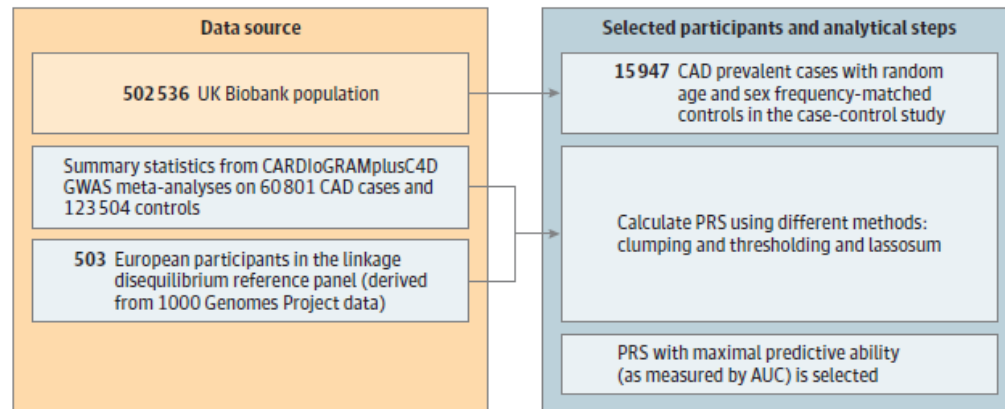 Data source
502 536 UK Biobank population
Summary statistics from CARDIoGRAMplusC4D
GWAS meta-analyses on 60 801 CAD cases and
123 504 controls
503 European participants in the linkage
disequilibrium reference panel (derived
from 1000 Genomes Project data)
Selected participants and analytical steps
15 947 CAD prevalent cases with random
age and sex frequency-matched
controls in the case-control study
Calculate PRS using different methods:
clumping and thresholding and lassosum
PRS with maximal predictive ability
(as measured by AUC) is selected